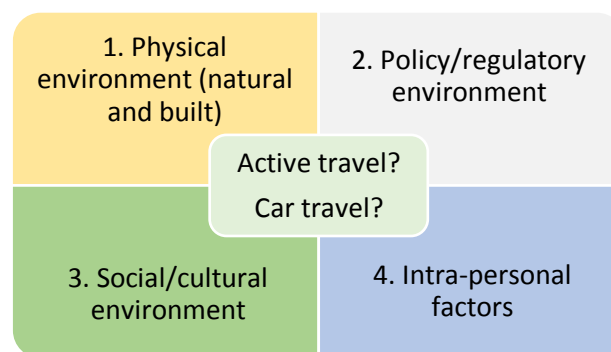 1. Physical
environment (natural
and built)
2. Policy/regulatory
environment
Active travel?
Car travel?
3. Social/cultural
environment
4. Intra-personal
factors